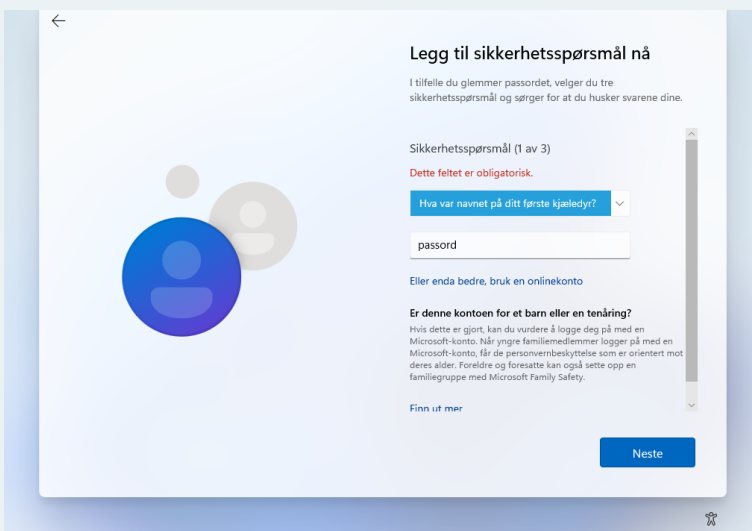 Legg til sikkerhetsspørsmål nå
I tilfelle du glemmer passordet, velger du tre
sikkerhetsspørsmål og sørger for at du husker svarene dine.
Sikkerhetsspørsmål (1 av 3)
Dette feltet er obligatorisk.
Hva var navnet på ditt første kjæledyr?
passord
Eller enda bedre, bruk en onlinekonto
Er denne kontoen for et barn eller en tenåring?
Hvis dette er gjort, kan du vurdere å logge deg på med en
Microsoft-konto. Når yngre familiemedlemmer logger på med en
Microsoft-konto, får de personvernbeskyttelse som er orientert mot
deres alder. Foreldre og foresatte kan også sette opp en
familiegruppe med Microsoft Family Safety.
Finn ut mer
Neste